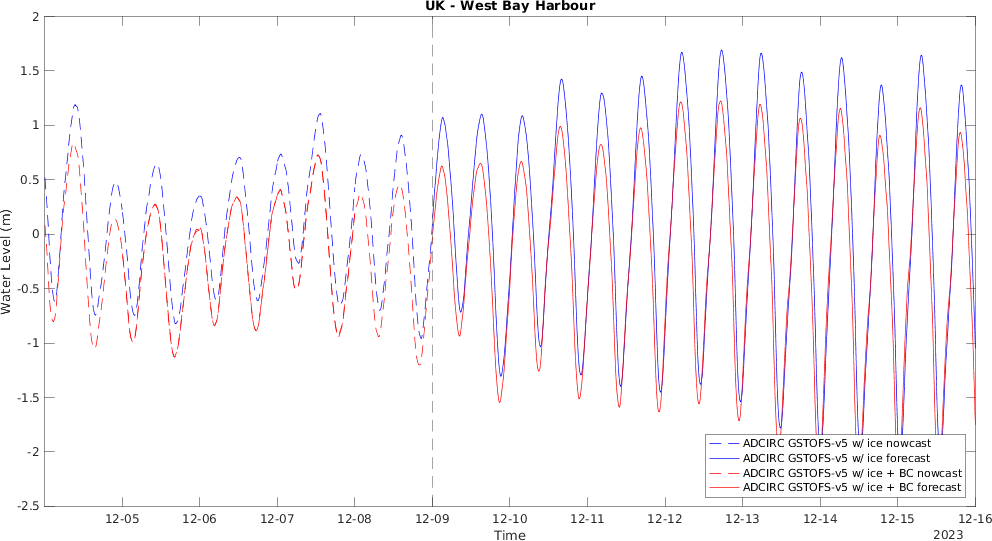 UK - West Bay Harbour
2
1.5
1
0.5
0
-0.5
-1
-1.5
-2
-2.5
Water Level (m)
ADCIRC GSTOFS-v5 w/ ice nowcast
ADCIRC GSTOFS-v5 w/ ice forecast
ADCIRC GSTOFS-v5 w/ ice + BC nowcast
ADCIRC GSTOFS-v5 w/ ice + BC forecast
12-05 12-06 12-07 12-08 12-09 12-10 12-11 12-12 12-13 12-14 12-15 12-16
Time
2023